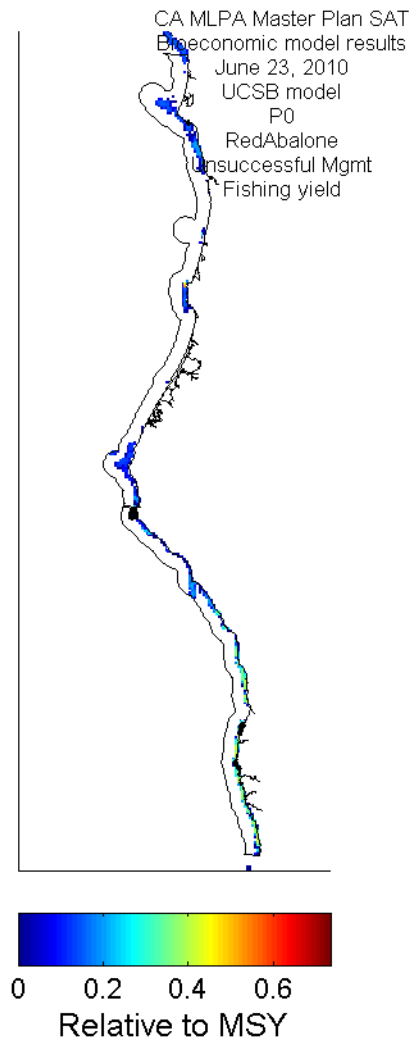 CA MLPA Master Plan SAT
Bioeconomic model results
June 23, 2010
UCSB model
P0
RedAbalone
Unsuccessful Mgmt
Fishing yield
0 0.2 0.4 0.6
Relative to MSY